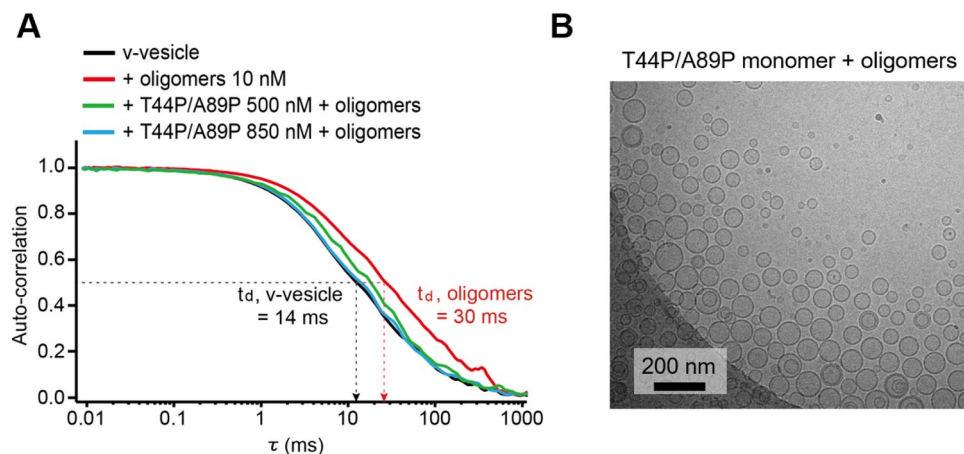 A
v-vesicle
+ oligomers 10 nM
+ T44P/A89P 500 nM + oligomers
+ T44P/A89P 850 nM + oligomers
1.0
0.8
0.6
0.4
0.2
0.0
Auto-correlation
td, v-vesicle
= 14 ms
td, oligomers
= 30 ms
0.01
0.1
1
10
100
1000
τ (ms)
B
T44P/A89P monomer + oligomers
200 nm